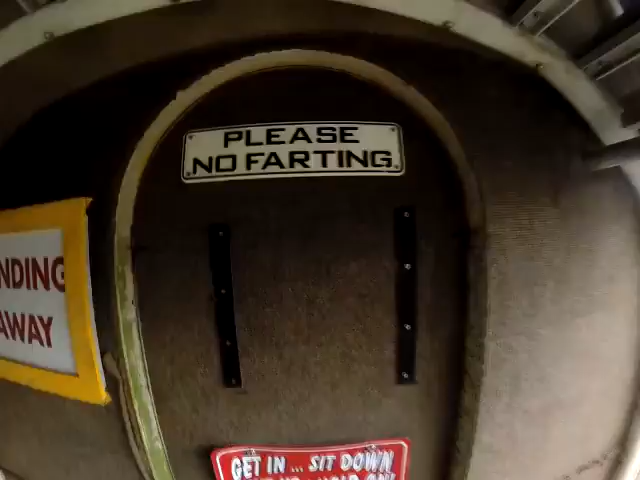 PLEASE
NO FARTING
NDING
AWAY
GET IN ... SIT DOWN